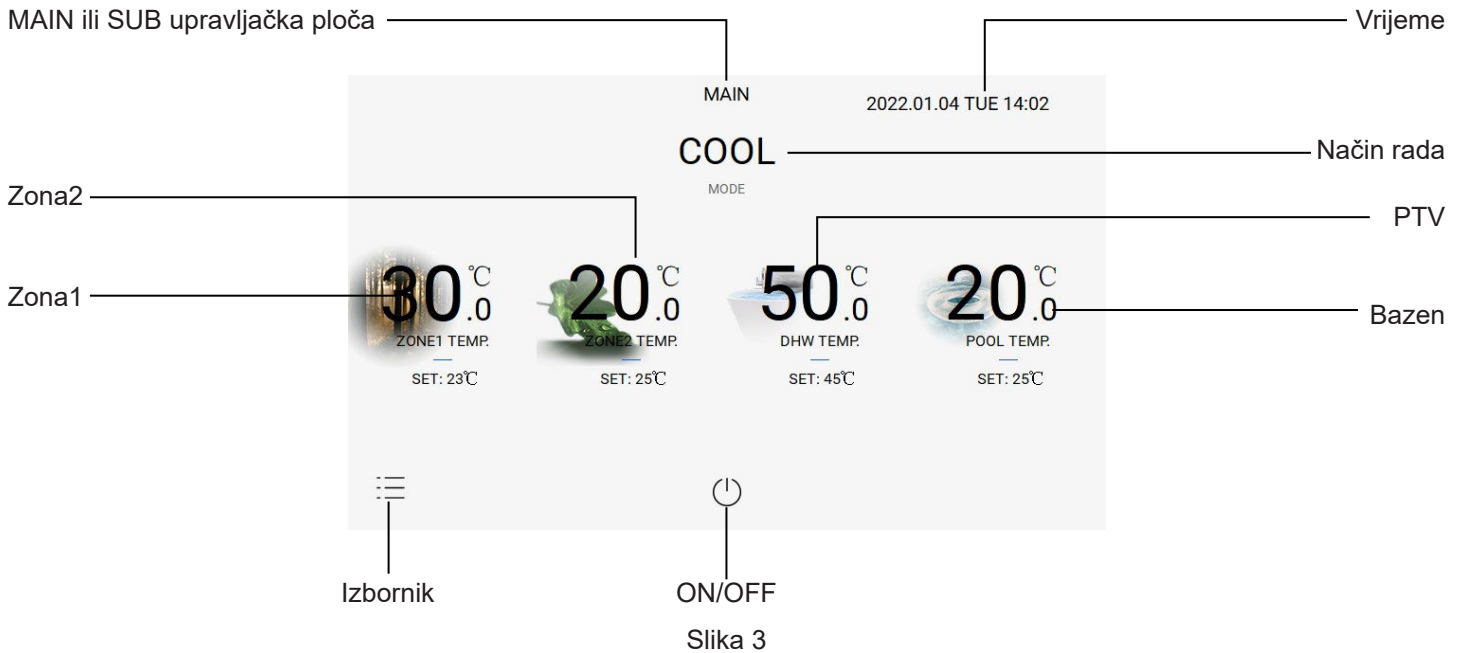 MAIN ili SUB upravljačka ploča
Vrijeme
MAIN
2022.01.04 TUE 14:02
COOL
Način rada
MODE
Zona2
PTV
30.0℃
20.0℃
50.0℃
20.0℃
Zona1
Bazen
ZONE1 TEMP.
ZONE2 TEMP.
DHW TEMP.
POOL TEMP.
SET: 23℃
SET: 25℃
SET: 45℃
SET: 25℃
Izbornik
ON/OFF
Slika 3